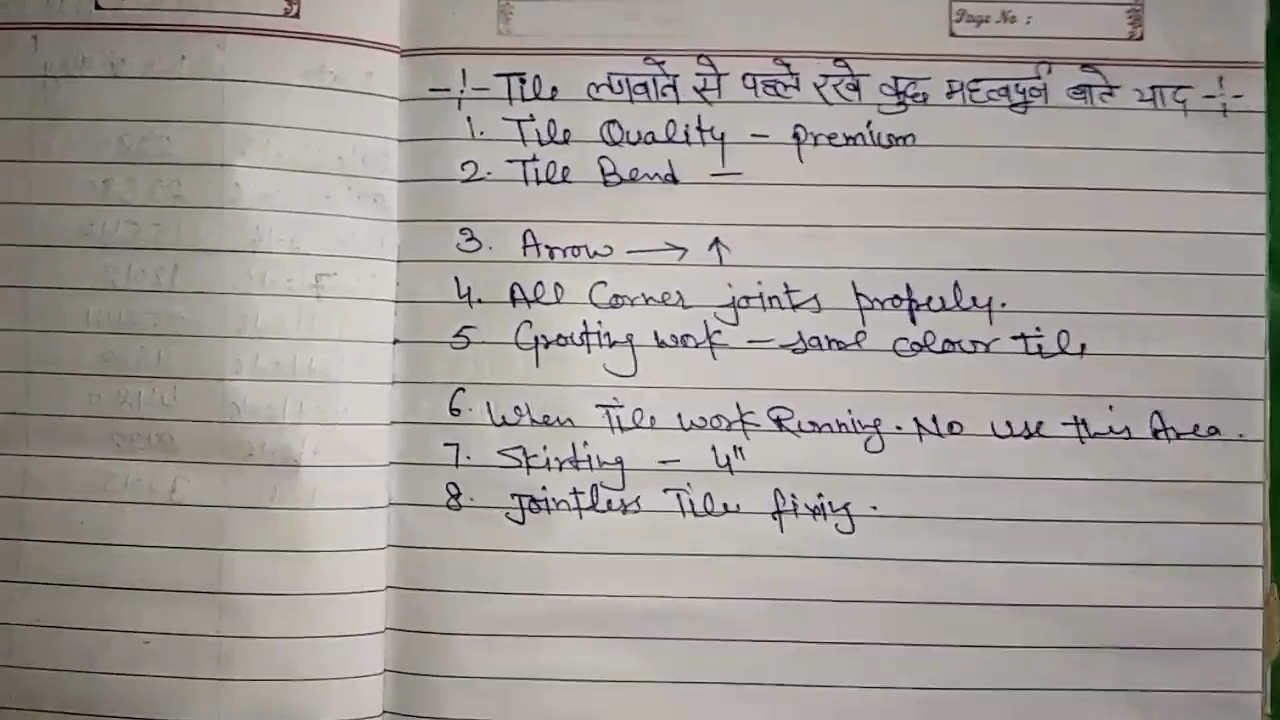 Page No :
-:- Tile लगवाने से पहले रखे कुछ महत्वपुर्ण बाते याद -:-
1. Tile Quality - premium
2. Tile Bend -
3. Arrow → ↑
4. All Corner joints properly.
5. Grouting work - same colour tile
6. When Tile work Running. No use this Area.
7. Skirting - 4"
8. Jointless Tile fixing.